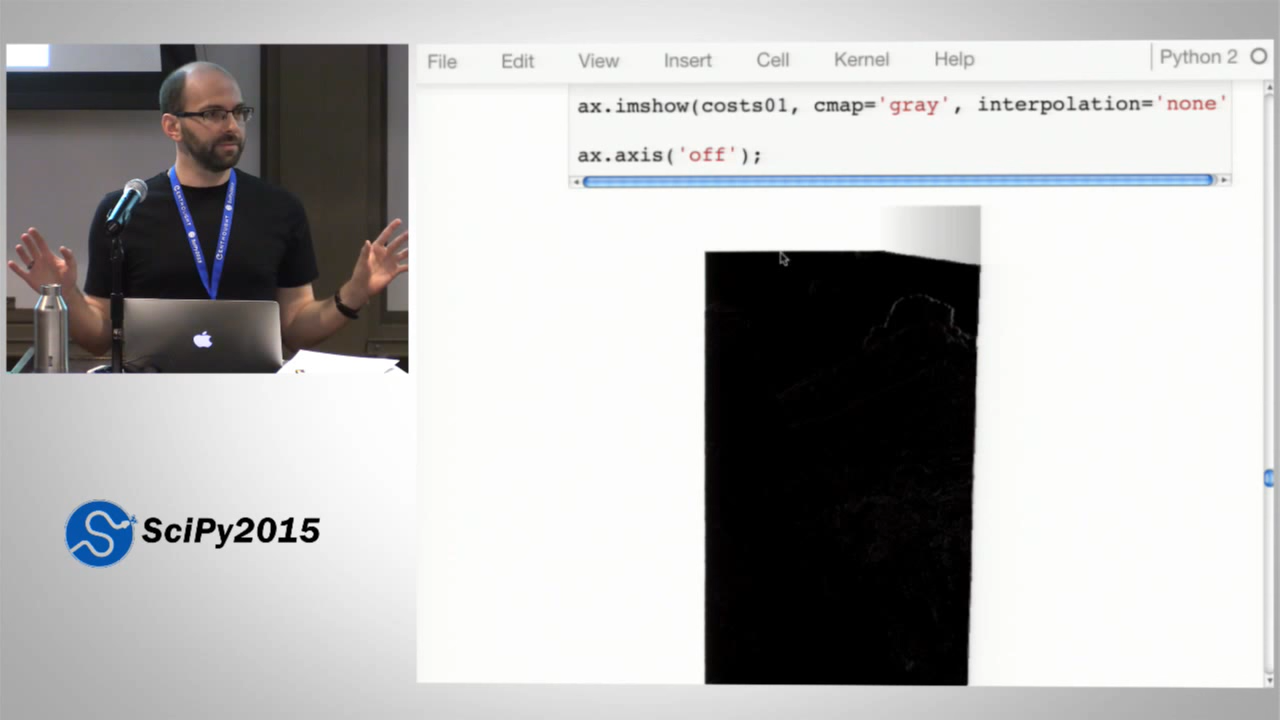 File Edit View Insert Cell Kernel Help Python 2
ax.imshow(costs01, cmap='gray', interpolation='none'
ax.axis('off');
ENTHOUGHT
SciPy2015